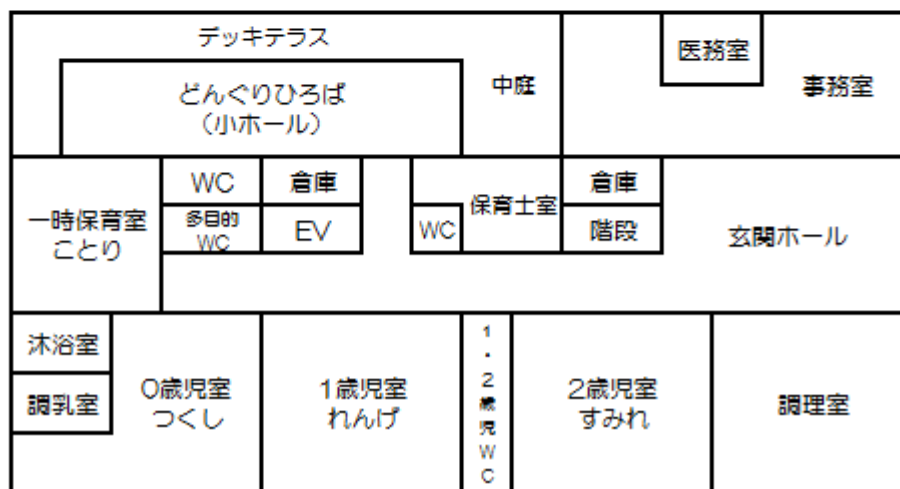 デッキテラス
どんぐりひろば
(小ホール)
中庭
医務室
事務室
一時保育室
ことり
WC
倉庫
多目的
WC
EV
WC
保育士室
倉庫
階段
玄関ホール
沐浴室
調乳室
0歳児室
つくし
1歳児室
れんげ
1・2歳児WC
2歳児室
すみれ
調理室